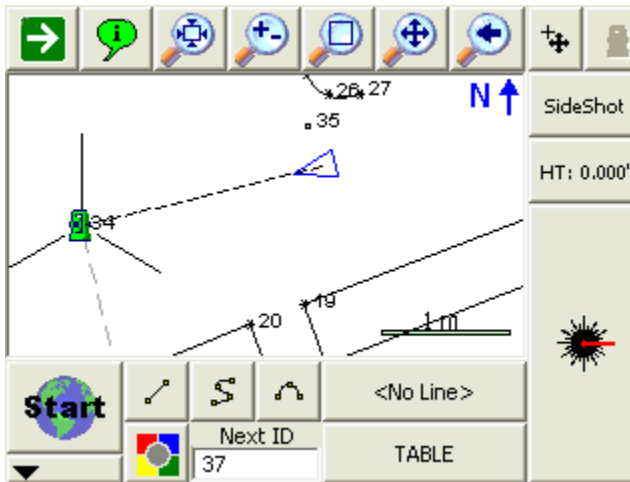 i
26 27
N
35
SideShot
HT: 0.000'
34
19
20
1 m
Start
<No Line>
Next ID
37
TABLE